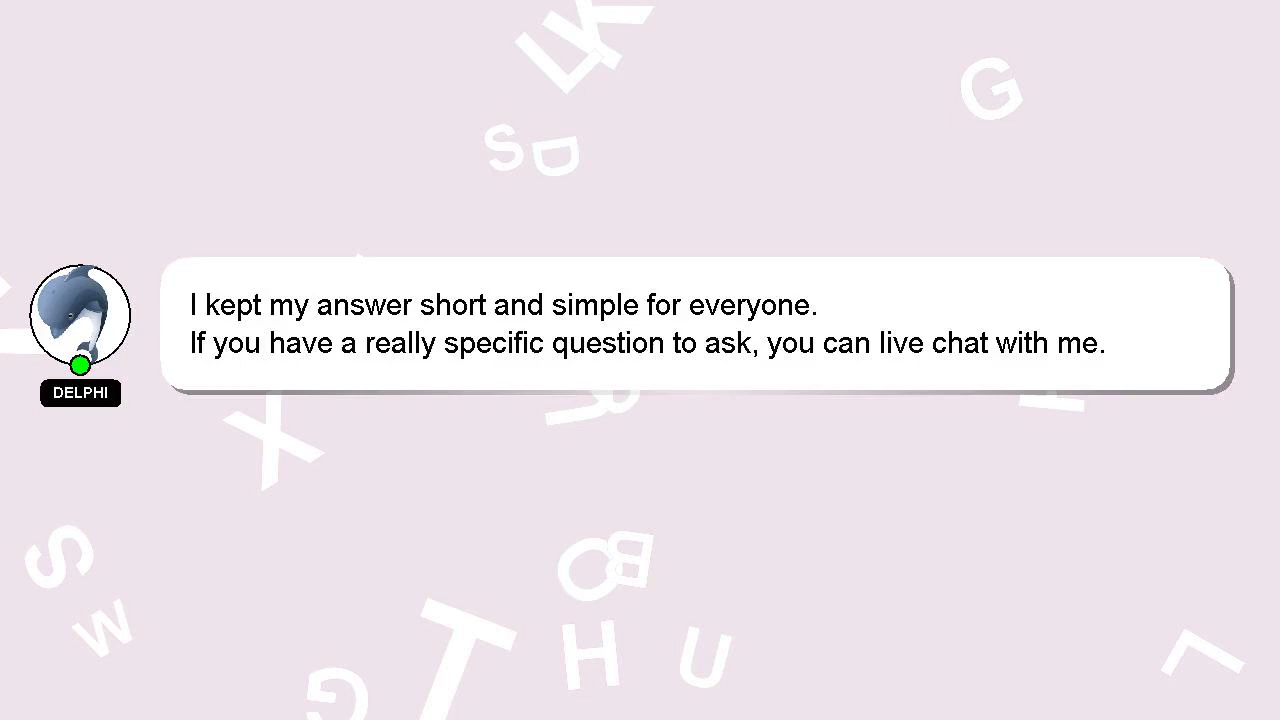 I kept my answer short and simple for everyone.
If you have a really specific question to ask, you can live chat with me.
DELPHI
L K
G
S D
X
S
W
C B
T
H U
G
L